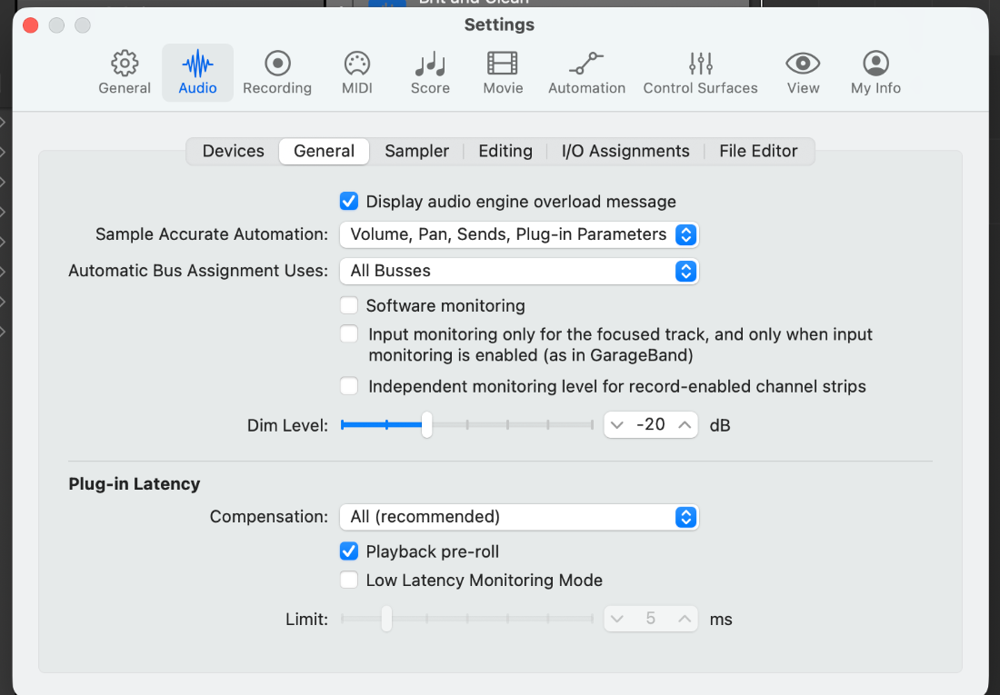 Brit and Clean
Settings
General Audio Recording MIDI Score Movie Automation Control Surfaces View My Info
Devices General Sampler Editing I/O Assignments File Editor
Display audio engine overload message
Sample Accurate Automation: Volume, Pan, Sends, Plug-in Parameters
Automatic Bus Assignment Uses: All Busses
Software monitoring
Input monitoring only for the focused track, and only when input
monitoring is enabled (as in GarageBand)
Independent monitoring level for record-enabled channel strips
Dim Level: -20 dB
Plug-in Latency
Compensation: All (recommended)
Playback pre-roll
Low Latency Monitoring Mode
Limit: 5 ms